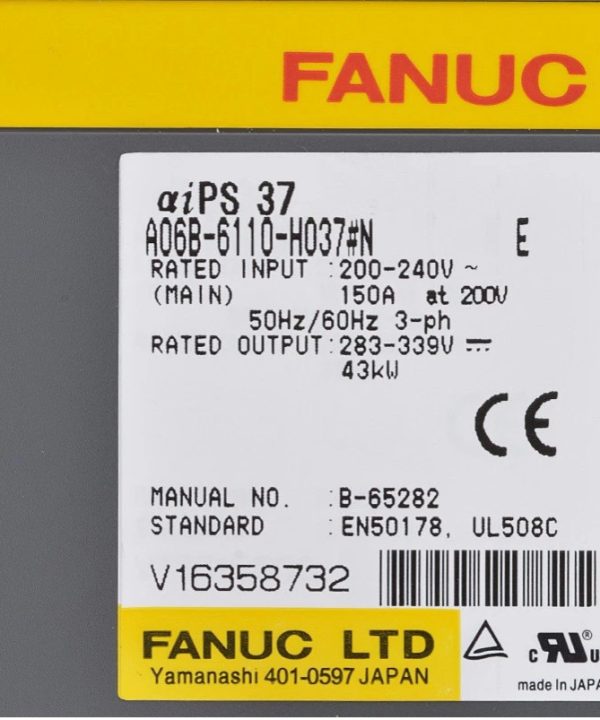 FANUC
αiPS 37
A06B-6110-H037#N E
RATED INPUT :200-240V ~
(MAIN) 150A at 200V
50Hz/60Hz 3-ph
RATED OUTPUT:283-339V ⎓
43kW
CE
MANUAL NO. :B-65282
STANDARD :EN50178, UL508C
V16358732
FANUC LTD
Yamanashi 401-0597 JAPAN
c RU ® U
made in JAPA